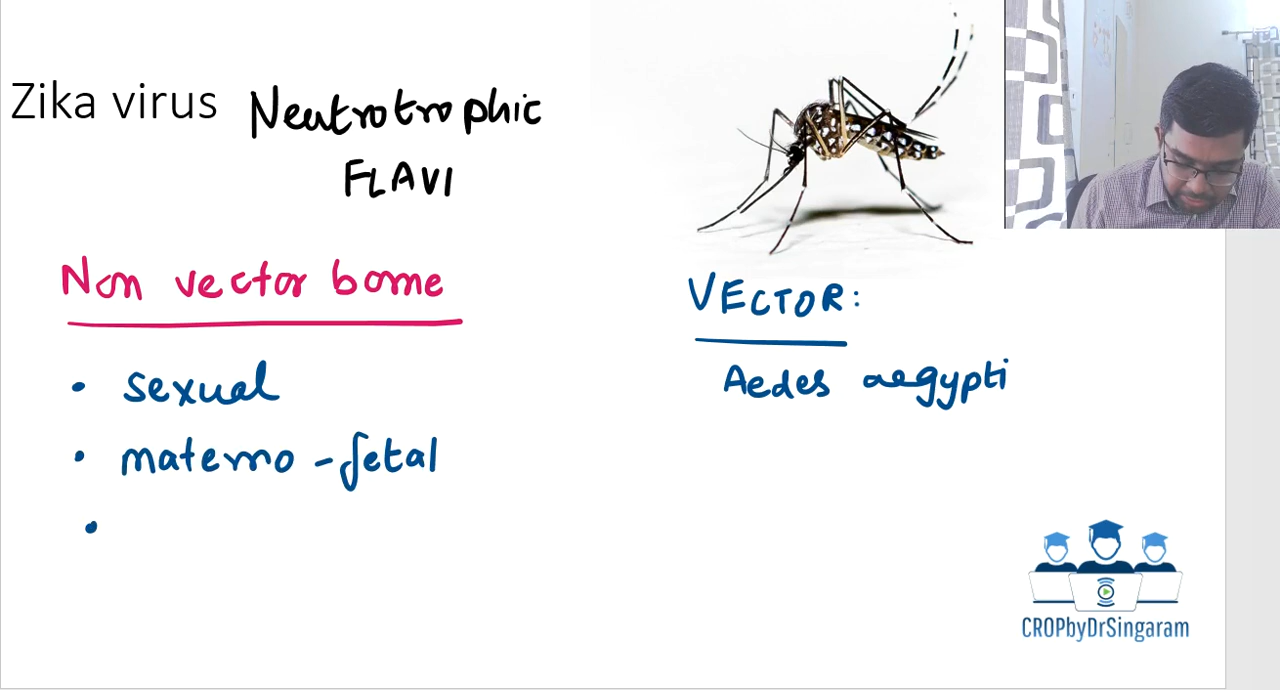 Zika virus Neutrotrophic
FLAVI
Non vector borne
• sexual
• materno-fetal
•
VECTOR:
Aedes aegypti
CROPbyDrSingaram